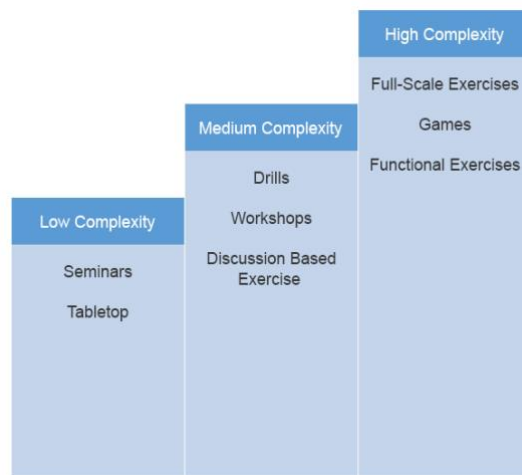 High Complexity
Full-Scale Exercises
Games
Functional Exercises
Medium Complexity
Drills
Workshops
Discussion Based
Exercise
Low Complexity
Seminars
Tabletop